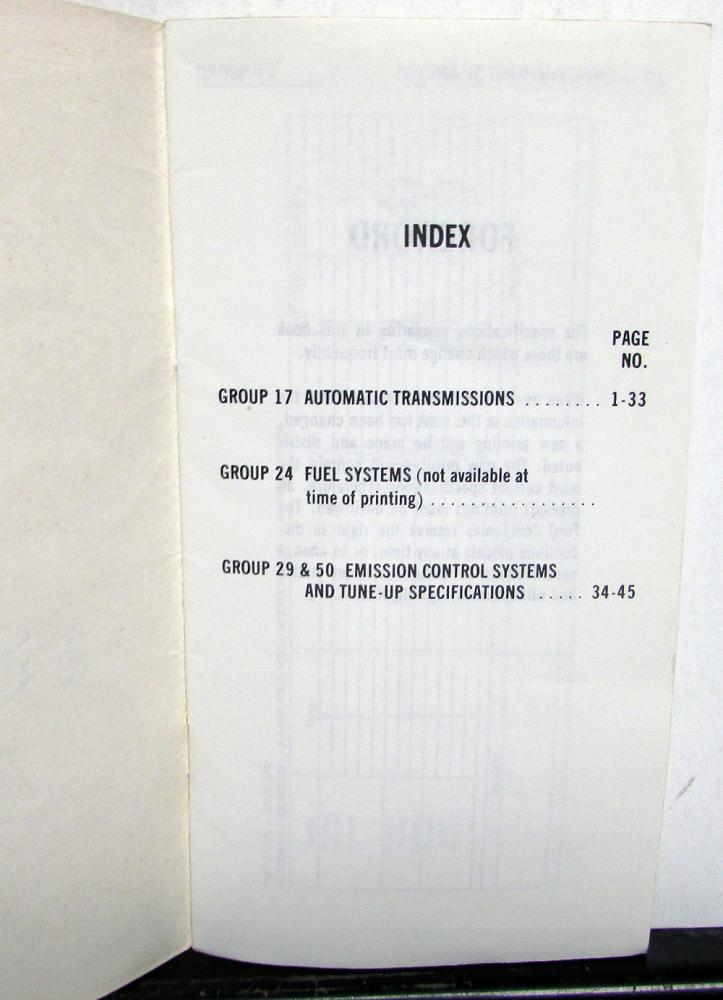 INDEX
PAGE
NO.
GROUP 17 AUTOMATIC TRANSMISSIONS ........ 1-33
GROUP 24 FUEL SYSTEMS (not available at
time of printing) ..................
GROUP 29 & 50 EMISSION CONTROL SYSTEMS
AND TUNE-UP SPECIFICATIONS ..... 34-45